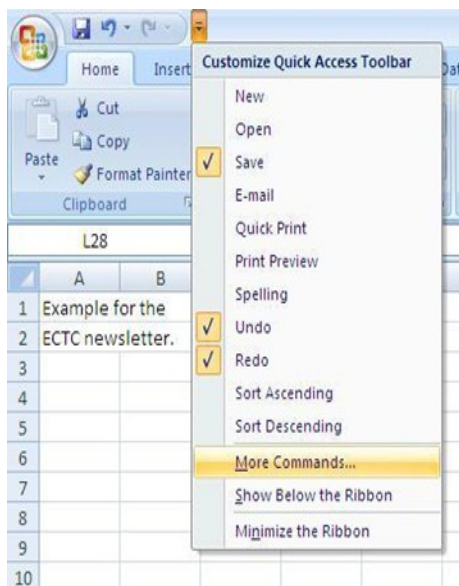 Home Insert
Cut
Copy
Paste
Format Painter
Clipboard
L28
A B
1 Example for the
2 ECTC newsletter.
3
4
5
6
7
8
9
10
Customize Quick Access Toolbar
New
Open
Save
E-mail
Quick Print
Print Preview
Spelling
Undo
Redo
Sort Ascending
Sort Descending
More Commands...
Show Below the Ribbon
Minimize the Ribbon
Dat